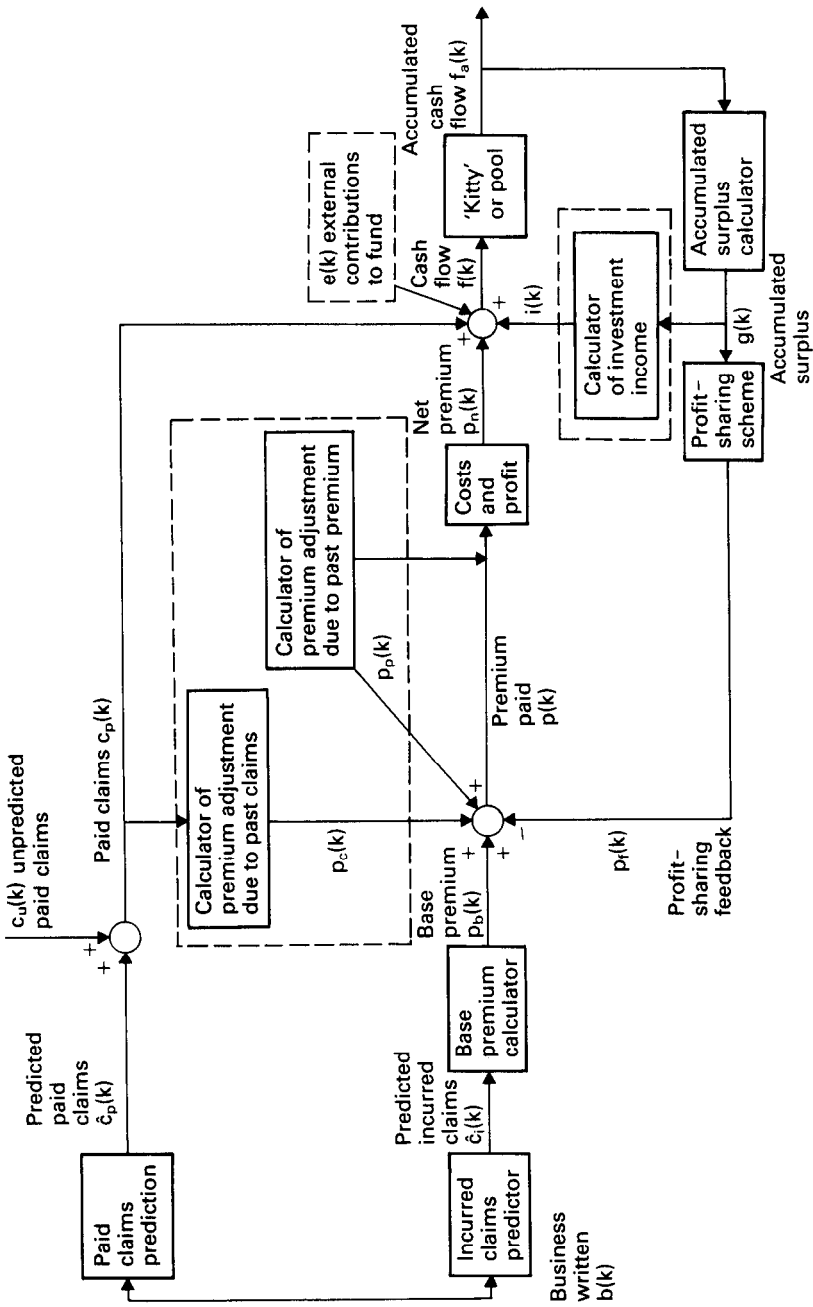 c_u(k) unpredicted
paid claims
+
+
Predicted
paid
claims
ĉ_p(k)
Paid
claims
prediction
Paid claims c_p(k)
Calculator of
premium adjustment
due to past claims
p_c(k)
Calculator of
premium adjustment
due to past premium
p_p(k)
e(k) external
contributions
to fund
Business
written
b(k)
Incurred
claims
predictor
Predicted
incurred
claims
ĉ_i(k)
Base
premium
calculator
Base
premium
p_b(k)
+
+
+
−
Premium
paid
p(k)
Costs
and
profit
Net
premium
p_n(k)
+
+
Cash
flow
f(k)
'Kitty'
or pool
Accumulated
cash
flow f_a(k)
i(k)
Calculator
of investment
income
Accumulated
surplus
calculator
g(k)
Accumulated
surplus
Profit–
sharing
scheme
p_f(k)
Profit–
sharing
feedback